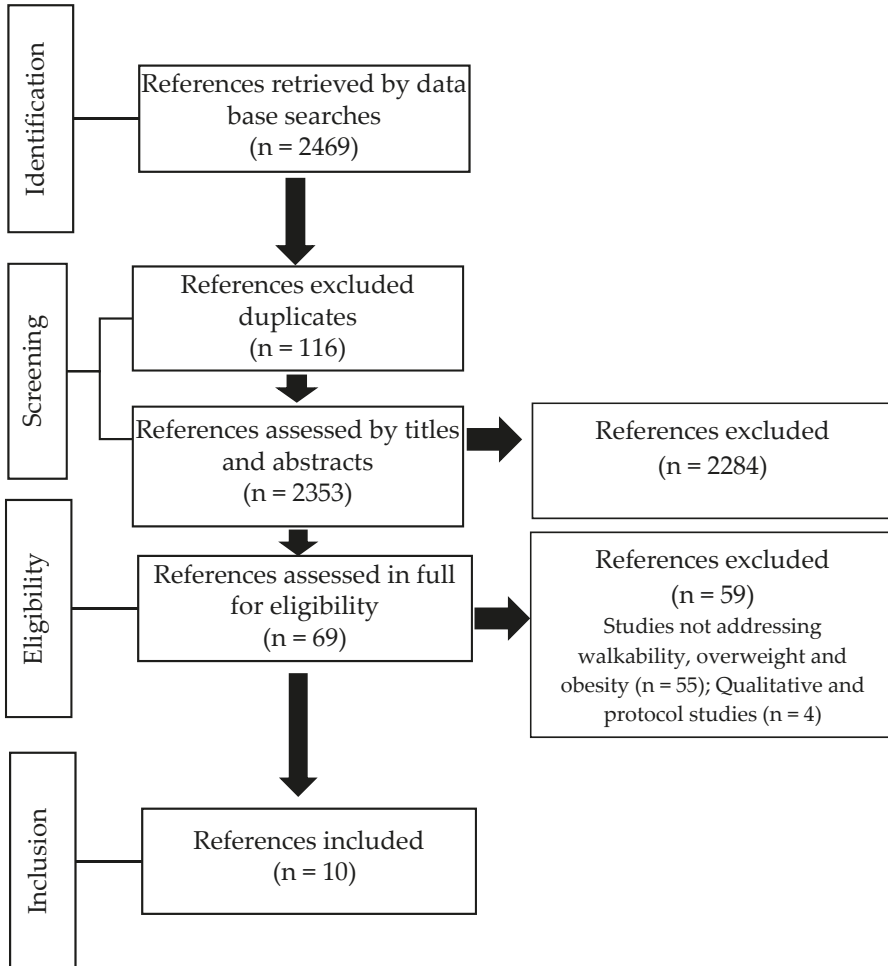 Identification
References retrieved by data
base searches
(n = 2469)
Screening
References excluded
duplicates
(n = 116)
References assessed by titles
and abstracts
(n = 2353)
References excluded
(n = 2284)
Eligibility
References assessed in full
for eligibility
(n = 69)
References excluded
(n = 59)
Studies not addressing
walkability, overweight and
obesity (n = 55); Qualitative and
protocol studies (n = 4)
Inclusion
References included
(n = 10)